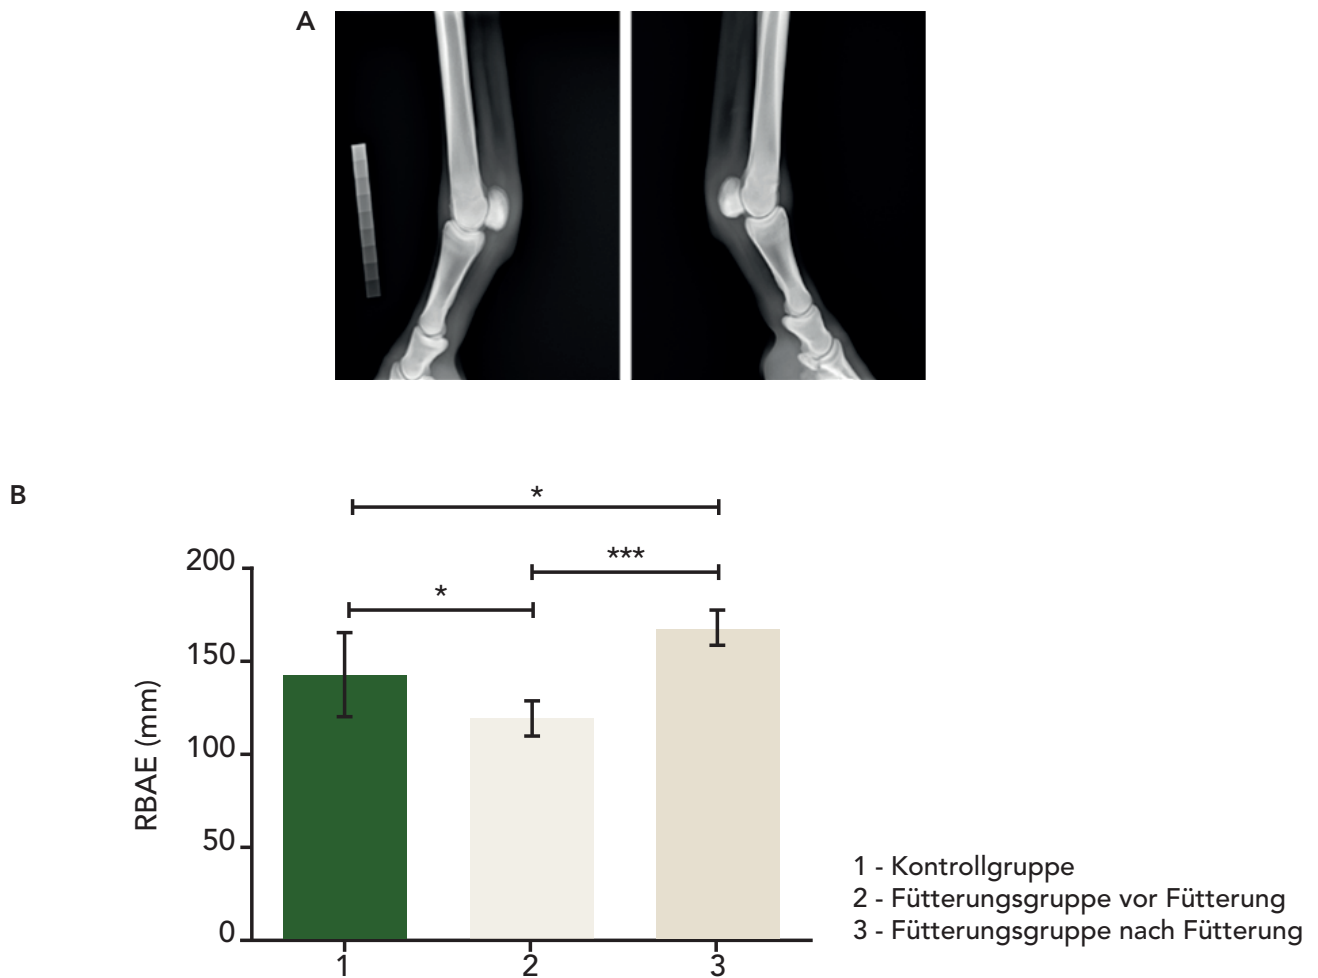 A
B
*
***
*
200
150
100
50
0
RBAE (mm)
1
2
3
1 - Kontrollgruppe
2 - Fütterungsgruppe vor Fütterung
3 - Fütterungsgruppe nach Fütterung